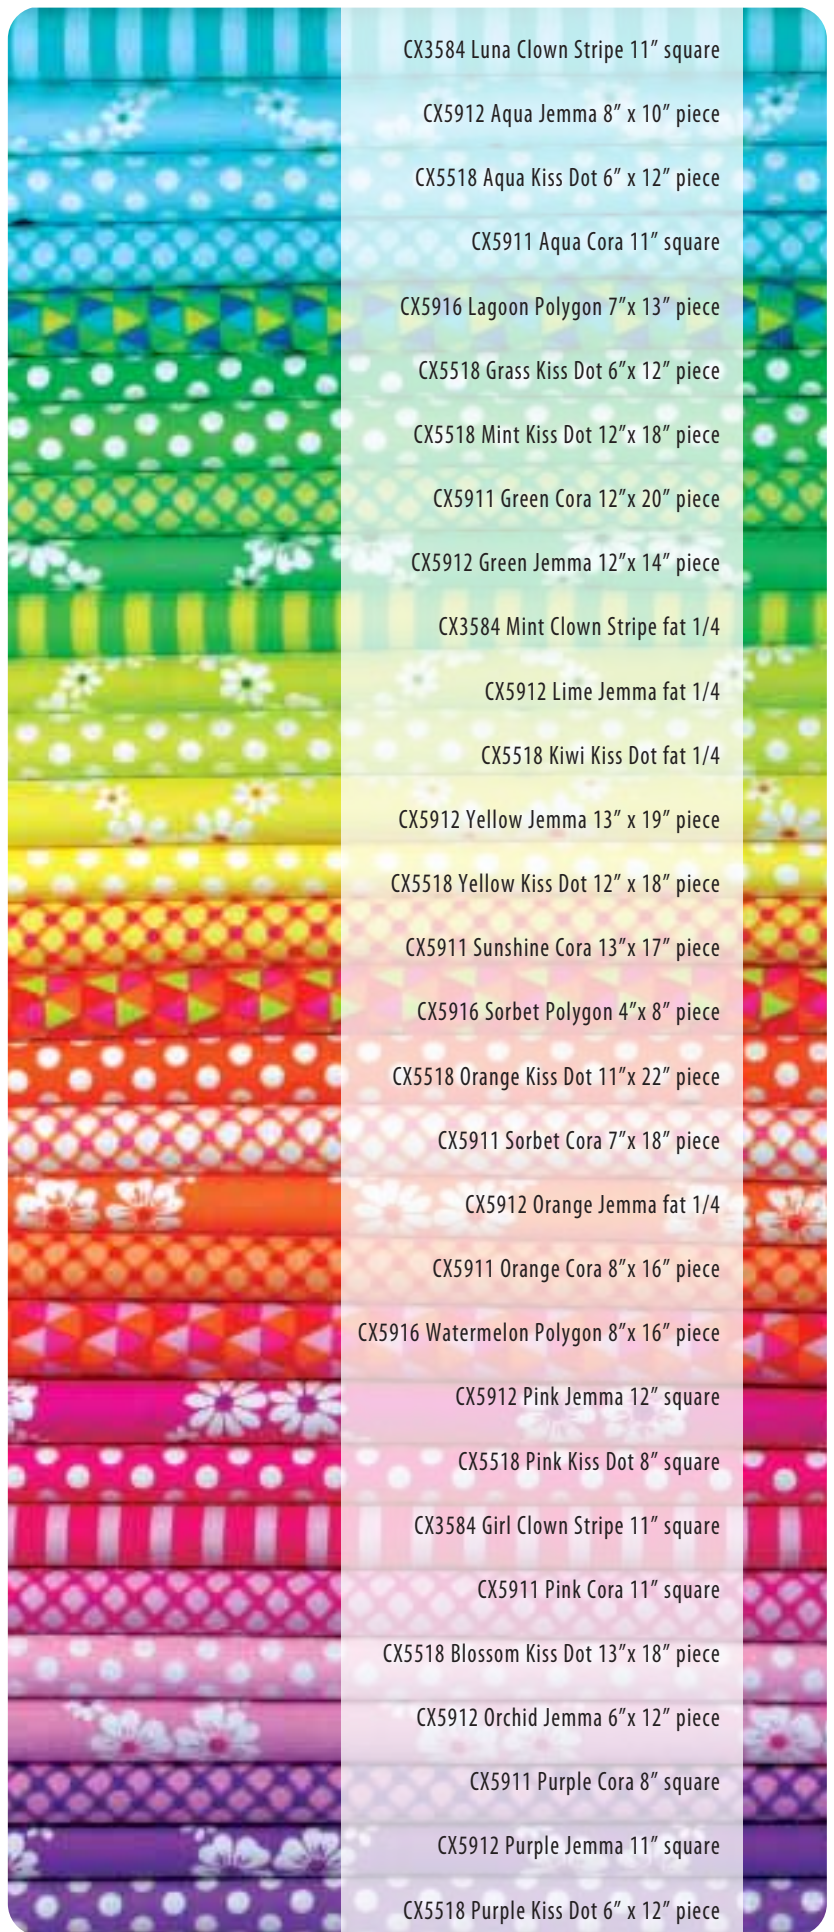 CX3584 Luna Clown Stripe 11” square
CX5912 Aqua Jemma 8” x 10” piece
CX5518 Aqua Kiss Dot 6” x 12” piece
CX5911 Aqua Cora 11” square
CX5916 Lagoon Polygon 7”x 13” piece
CX5518 Grass Kiss Dot 6”x 12” piece
CX5518 Mint Kiss Dot 12”x 18” piece
CX5911 Green Cora 12”x 20” piece
CX5912 Green Jemma 12”x 14” piece
CX3584 Mint Clown Stripe fat 1/4
CX5912 Lime Jemma fat 1/4
CX5518 Kiwi Kiss Dot fat 1/4
CX5912 Yellow Jemma 13” x 19” piece
CX5518 Yellow Kiss Dot 12” x 18” piece
CX5911 Sunshine Cora 13”x 17” piece
CX5916 Sorbet Polygon 4”x 8” piece
CX5518 Orange Kiss Dot 11”x 22” piece
CX5911 Sorbet Cora 7”x 18” piece
CX5912 Orange Jemma fat 1/4
CX5911 Orange Cora 8”x 16” piece
CX5916 Watermelon Polygon 8”x 16” piece
CX5912 Pink Jemma 12” square
CX5518 Pink Kiss Dot 8” square
CX3584 Girl Clown Stripe 11” square
CX5911 Pink Cora 11” square
CX5518 Blossom Kiss Dot 13”x 18” piece
CX5912 Orchid Jemma 6”x 12” piece
CX5911 Purple Cora 8” square
CX5912 Purple Jemma 11” square
CX5518 Purple Kiss Dot 6” x 12” piece